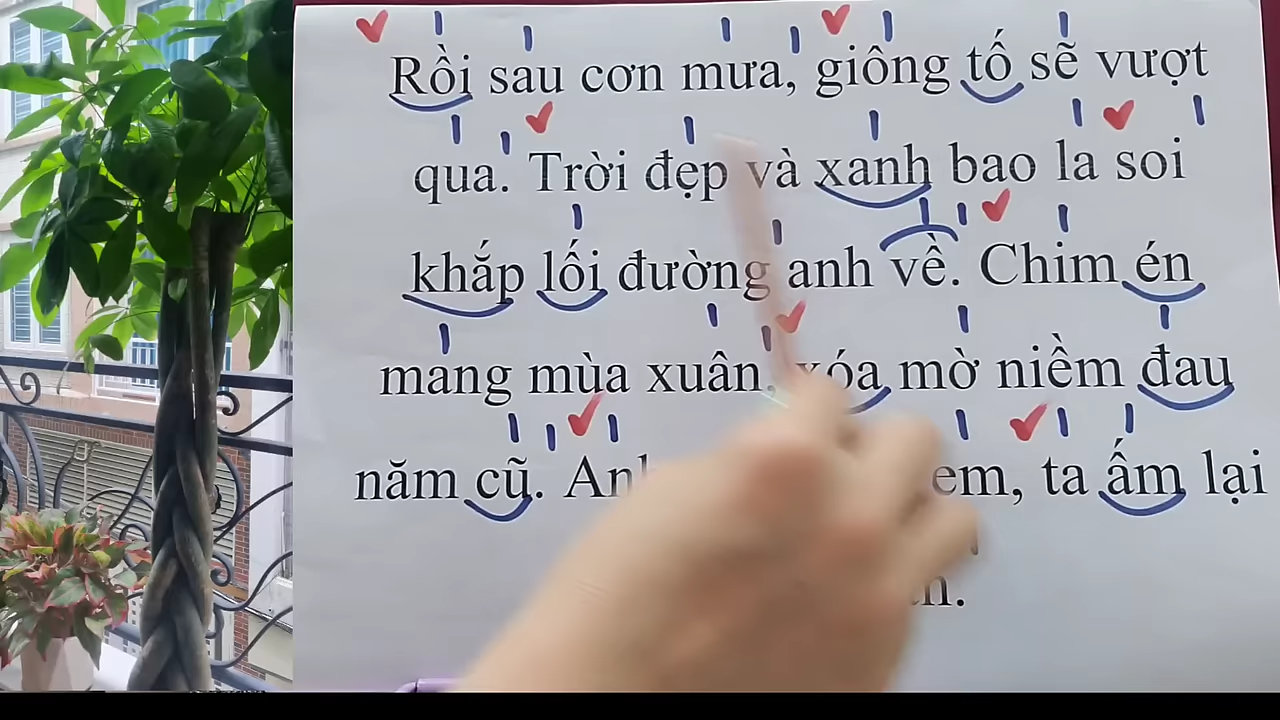 Rồi sau cơn mưa, giông tố sẽ vượt
qua. Trời đẹp và xanh bao la soi
khắp lối đường anh về. Chim én
mang mùa xuân, xóa mờ niềm đau
năm cũ. em, ta ấm lại